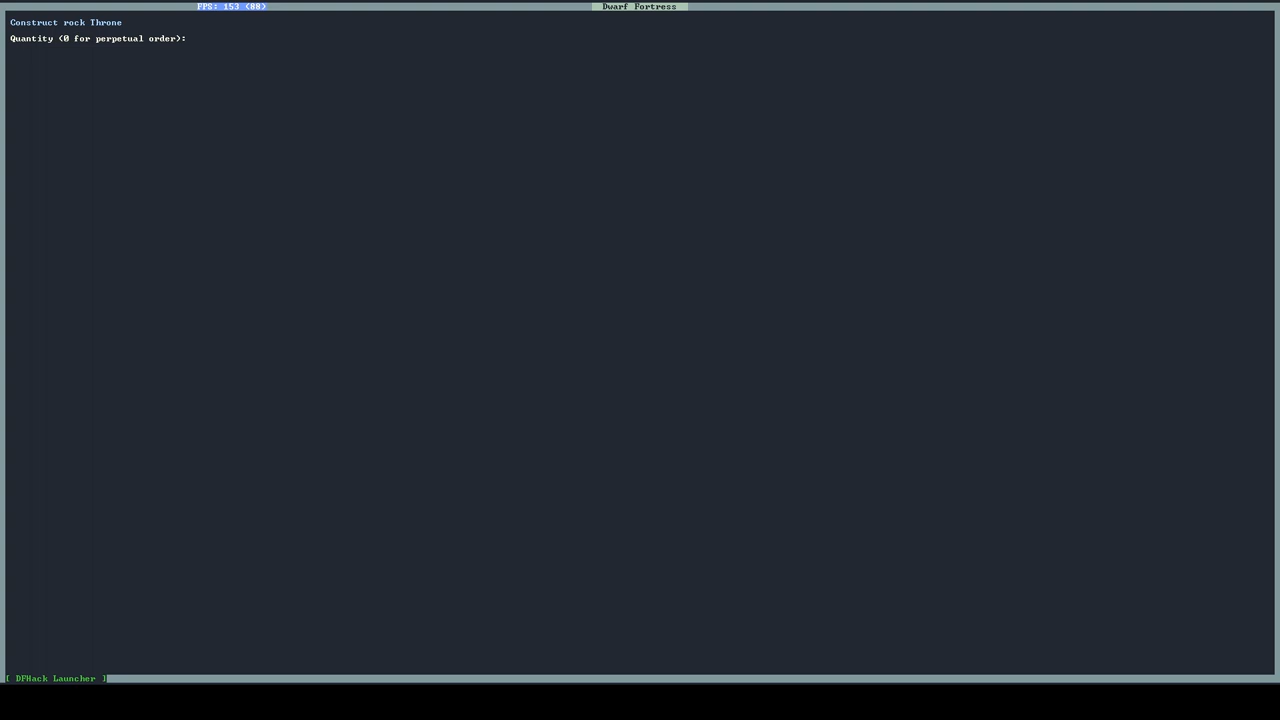 FPS: 153 (88)
Dwarf Fortress
Construct rock Throne
Quantity (0 for perpetual order):
[ DFHack Launcher ]